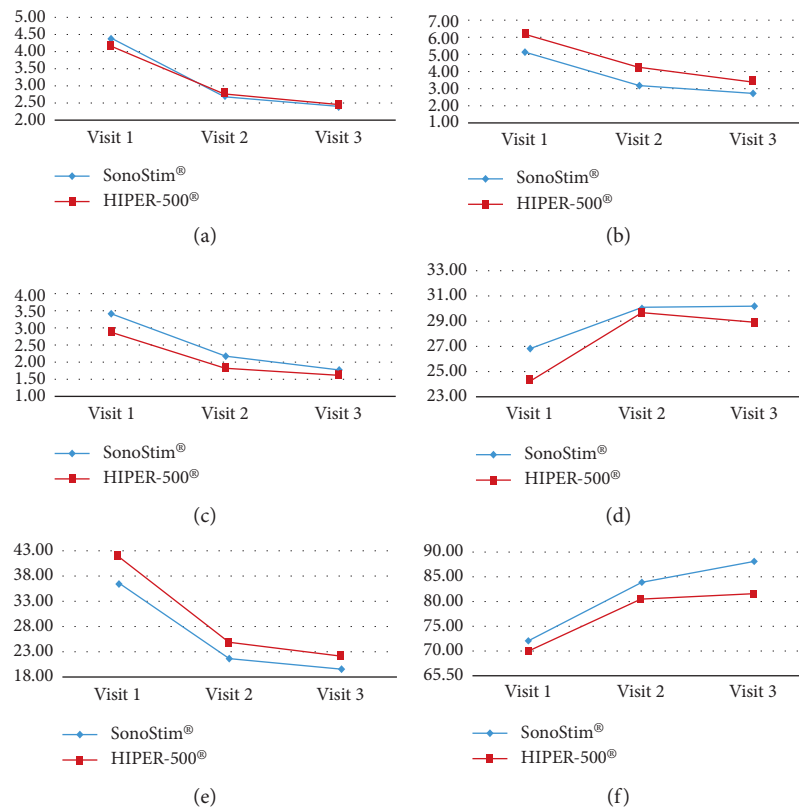 5.00
4.50
4.00
3.50
3.00
2.50
2.00
Visit 1 Visit 2 Visit 3
SonoStim®
HIPER-500®
(a)
7.00
6.00
5.00
4.00
3.00
2.00
1.00
Visit 1 Visit 2 Visit 3
SonoStim®
HIPER-500®
(b)
4.00
3.50
3.00
2.50
2.00
1.50
1.00
Visit 1 Visit 2 Visit 3
SonoStim®
HIPER-500®
(c)
33.00
31.00
29.00
27.00
25.00
23.00
Visit 1 Visit 2 Visit 3
SonoStim®
HIPER-500®
(d)
43.00
38.00
33.00
28.00
23.00
18.00
Visit 1 Visit 2 Visit 3
SonoStim®
HIPER-500®
(e)
90.00
85.00
80.00
75.00
70.00
65.50
Visit 1 Visit 2 Visit 3
SonoStim®
HIPER-500®
(f)